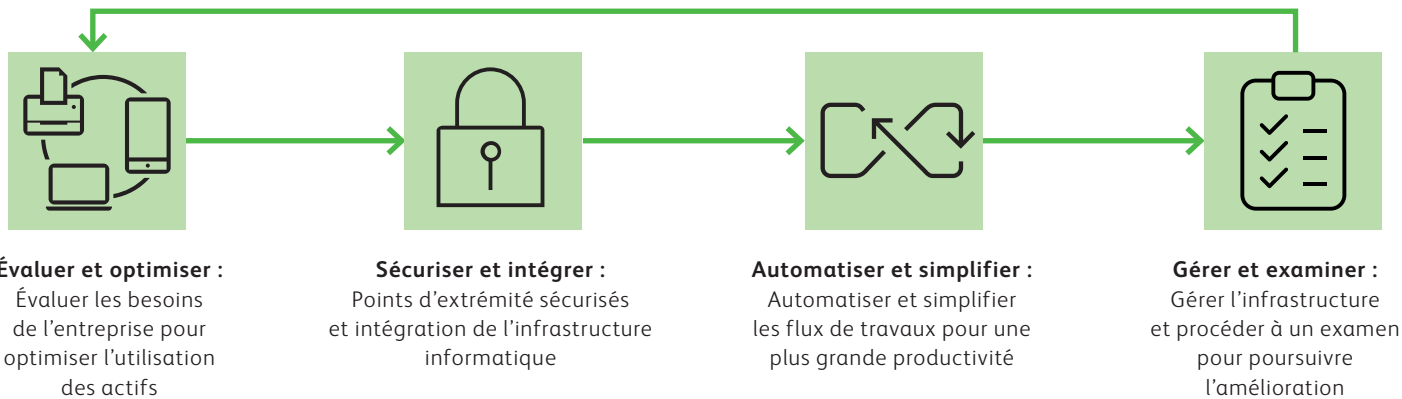 Évaluer et optimiser :
Évaluer les besoins
de l'entreprise pour
optimiser l'utilisation
des actifs
Sécuriser et intégrer :
Points d'extrémité sécurisés
et intégration de l'infrastructure
informatique
Automatiser et simplifier :
Automatiser et simplifier
les flux de travaux pour une
plus grande productivité
Gérer et examiner :
Gérer l'infrastructure
et procéder à un examen
pour poursuivre
l'amélioration